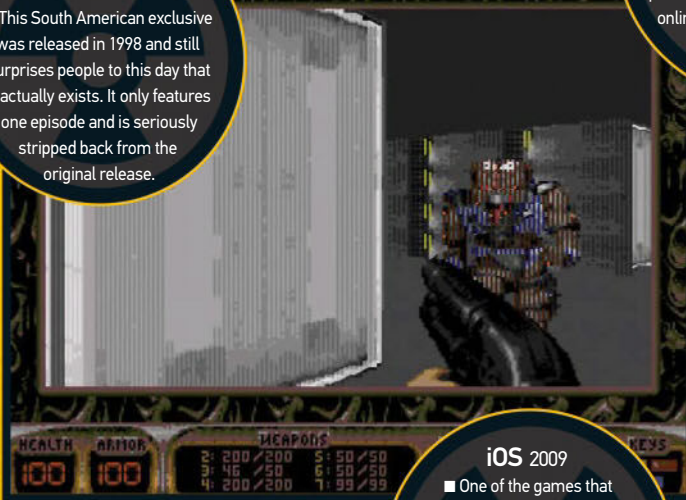 ■ This South American exclusive
was released in 1998 and still
surprises people to this day that
actually exists. It only features
one episode and is seriously
stripped back from the
original release.
onlin
HEALTH
ARMOR
WEAPONS
KEYS
100
100
2: 200/200 5: 50/50
3: 46/50 6: 50/50
4: 200/200 7: 99/99
iOS 2009
■ One of the games that